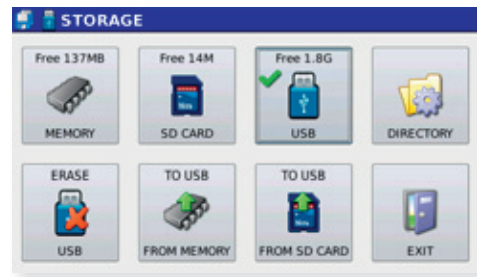 STORAGE
Free 137MB
Free 14M
Free 1.8G
MEMORY
SD CARD
USB
DIRECTORY
ERASE
TO USB
TO USB
USB
FROM MEMORY
FROM SD CARD
EXIT